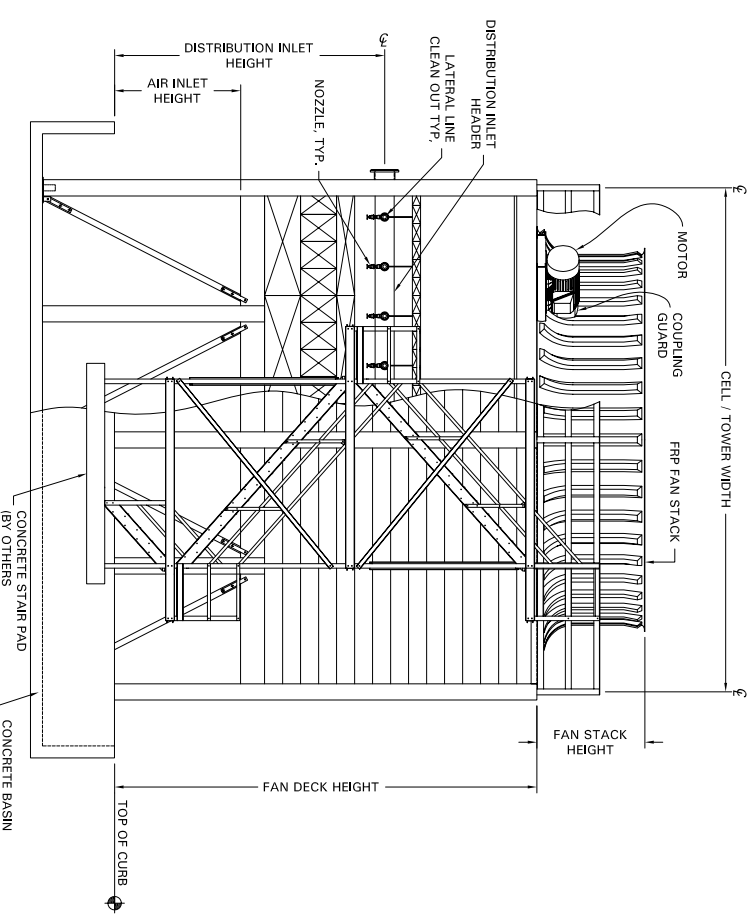 ℄
DISTRIBUTION INLET
HEIGHT
AIR INLET
HEIGHT
DISTRIBUTION INLET
HEADER
LATERAL LINE
CLEAN OUT TYP,
NOZZLE, TYP.
℄
MOTOR
COUPLING
GUARD
CELL / TOWER WIDTH
FRP FAN STACK
℄
FAN STACK
HEIGHT
FAN DECK HEIGHT
TOP OF CURB
CONCRETE STAIR PAD
(BY OTHERS
CONCRETE BASIN